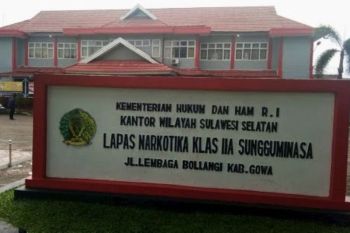 KEMENTERIAN HUKUM DAN HAM R.I
KANTOR WILAYAH SULAWESI SELATAN
LAPAS NARKOTIKA KLAS IIA SUNGGUMINASA
JL.LEMBAGA BOLLANGI KAB.GOWA